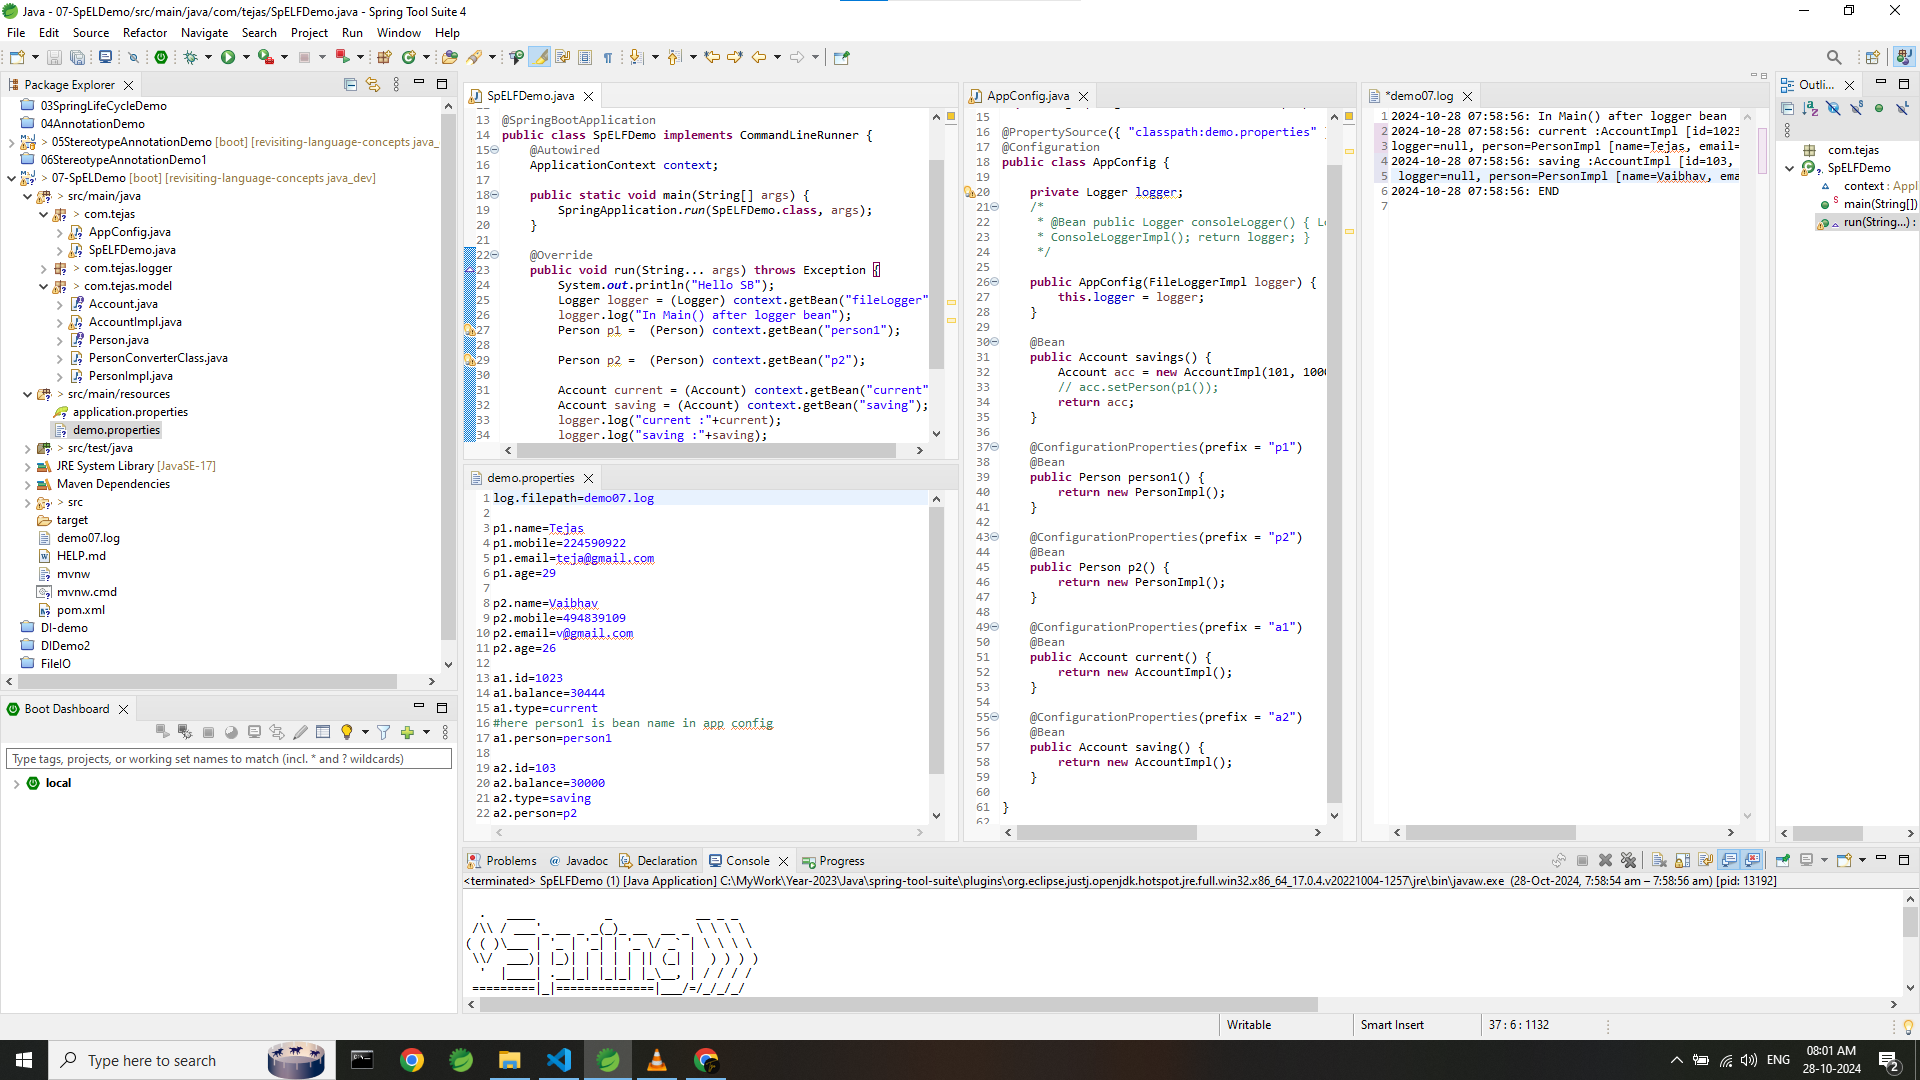 Java - 07-SpELDemo/src/main/java/com/tejas/SpELFDemo.java - Spring Tool Suite 4
File Edit Source Refactor Navigate Search Project Run Window Help
Package Explorer
03SpringLifeCycleDemo
04AnnotationDemo
> 05StereotypeAnnotationDemo [boot] [revisiting-language-concepts java_
06StereotypeAnnotationDemo1
> 07-SpELDemo [boot] [revisiting-language-concepts java_dev]
> src/main/java
> com.tejas
AppConfig.java
SpELFDemo.java
> com.tejas.logger
> com.tejas.model
Account.java
AccountImpl.java
Person.java
PersonConverterClass.java
PersonImpl.java
> src/main/resources
application.properties
demo.properties
> src/test/java
JRE System Library [JavaSE-17]
Maven Dependencies
> src
target
demo07.log
HELP.md
mvnw
mvnw.cmd
pom.xml
DI-demo
DIDemo2
FileIO
Boot Dashboard
Type tags, projects, or working set names to match (incl. * and ? wildcards)
local
SpELFDemo.java
13 @SpringBootApplication
14 public class SpELFDemo implements CommandLineRunner {
15 @Autowired
16 ApplicationContext context;
17
18 public static void main(String[] args) {
19 SpringApplication.run(SpELFDemo.class, args);
20 }
21
22 @Override
23 public void run(String... args) throws Exception {
24 System.out.println("Hello SB");
25 Logger logger = (Logger) context.getBean("fileLogger"
26 logger.log("In Main() after logger bean");
27 Person p1 = (Person) context.getBean("person1");
28
29 Person p2 = (Person) context.getBean("p2");
30
31 Account current = (Account) context.getBean("current"
32 Account saving = (Account) context.getBean("saving");
33 logger.log("current :"+current);
34 logger.log("saving :"+saving);
demo.properties
1 log.filepath=demo07.log
2
3 p1.name=Tejas
4 p1.mobile=224590922
5 p1.email=teja@gmail.com
6 p1.age=29
7
8 p2.name=Vaibhav
9 p2.mobile=494839109
10 p2.email=v@gmail.com
11 p2.age=26
12
13 a1.id=1023
14 a1.balance=30444
15 a1.type=current
16 #here person1 is bean name in app config
17 a1.person=person1
18
19 a2.id=103
20 a2.balance=30000
21 a2.type=saving
22 a2.person=p2
AppConfig.java
15
16 @PropertySource({ "classpath:demo.properties" }
17 @Configuration
18 public class AppConfig {
19
20 private Logger logger;
21 /*
22 * @Bean public Logger consoleLogger() { Lo
23 * ConsoleLoggerImpl(); return logger; }
24 */
25
26 public AppConfig(FileLoggerImpl logger) {
27 this.logger = logger;
28 }
29
30 @Bean
31 public Account savings() {
32 Account acc = new AccountImpl(101, 1000
33 // acc.setPerson(p1());
34 return acc;
35 }
36
37 @ConfigurationProperties(prefix = "p1")
38 @Bean
39 public Person person1() {
40 return new PersonImpl();
41 }
42
43 @ConfigurationProperties(prefix = "p2")
44 @Bean
45 public Person p2() {
46 return new PersonImpl();
47 }
48
49 @ConfigurationProperties(prefix = "a1")
50 @Bean
51 public Account current() {
52 return new AccountImpl();
53 }
54
55 @ConfigurationProperties(prefix = "a2")
56 @Bean
57 public Account saving() {
58 return new AccountImpl();
59 }
60
61 }
62
*demo07.log
1 2024-10-28 07:58:56: In Main() after logger bean
2 2024-10-28 07:58:56: current :AccountImpl [id=1023
3 logger=null, person=PersonImpl [name=Tejas, email=
4 2024-10-28 07:58:56: saving :AccountImpl [id=103,
5 logger=null, person=PersonImpl [name=Vaibhav, ema
6 2024-10-28 07:58:56: END
7
Outli...
com.tejas
SpELFDemo
context : Appl
main(String[])
run(String...) :
Problems Javadoc Declaration Console Progress
<terminated> SpELFDemo (1) [Java Application] C:\MyWork\Year-2023\Java\spring-tool-suite\plugins\org.eclipse.justj.openjdk.hotspot.jre.full.win32.x86_64_17.0.4.v20221004-1257\jre\bin\javaw.exe (28-Oct-2024, 7:58:54 am – 7:58:56 am) [pid: 13192]
Spring
Writable Smart Insert 37 : 6 : 1132
Type here to search
ENG
08:01 AM
28-10-2024
2